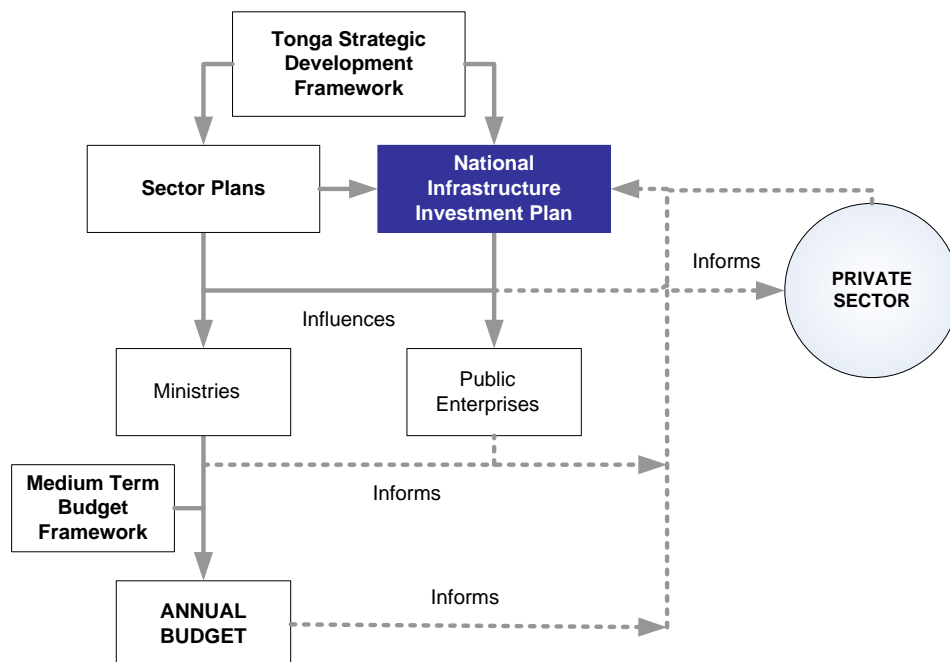 Tonga Strategic
Development
Framework
Sector Plans
National
Infrastructure
Investment Plan
Informs
PRIVATE
SECTOR
Influences
Ministries
Public
Enterprises
Medium Term
Budget
Framework
Informs
ANNUAL
BUDGET
Informs